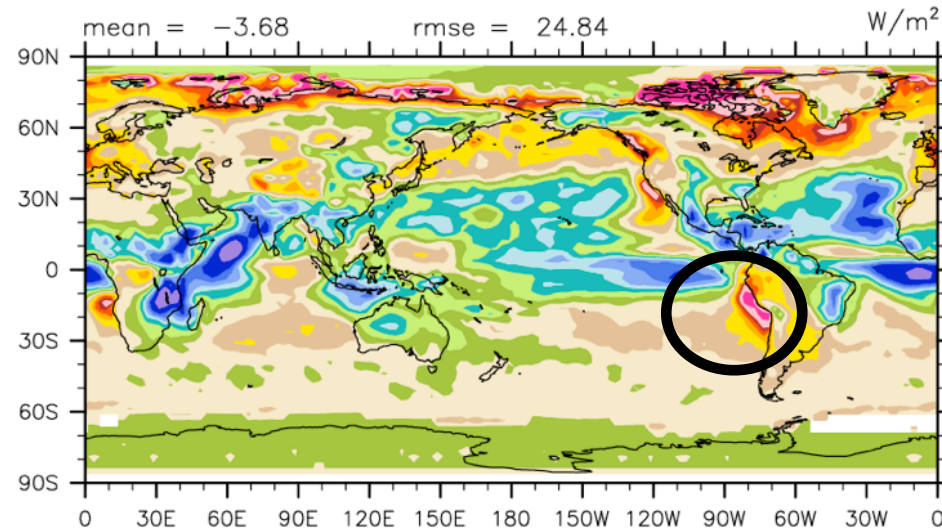 mean = −3.68 rmse = 24.84 W/m²
90N
60N
30N
0
30S
60S
90S
0 30E 60E 90E 120E 150E 180 150W 120W 90W 60W 30W 0